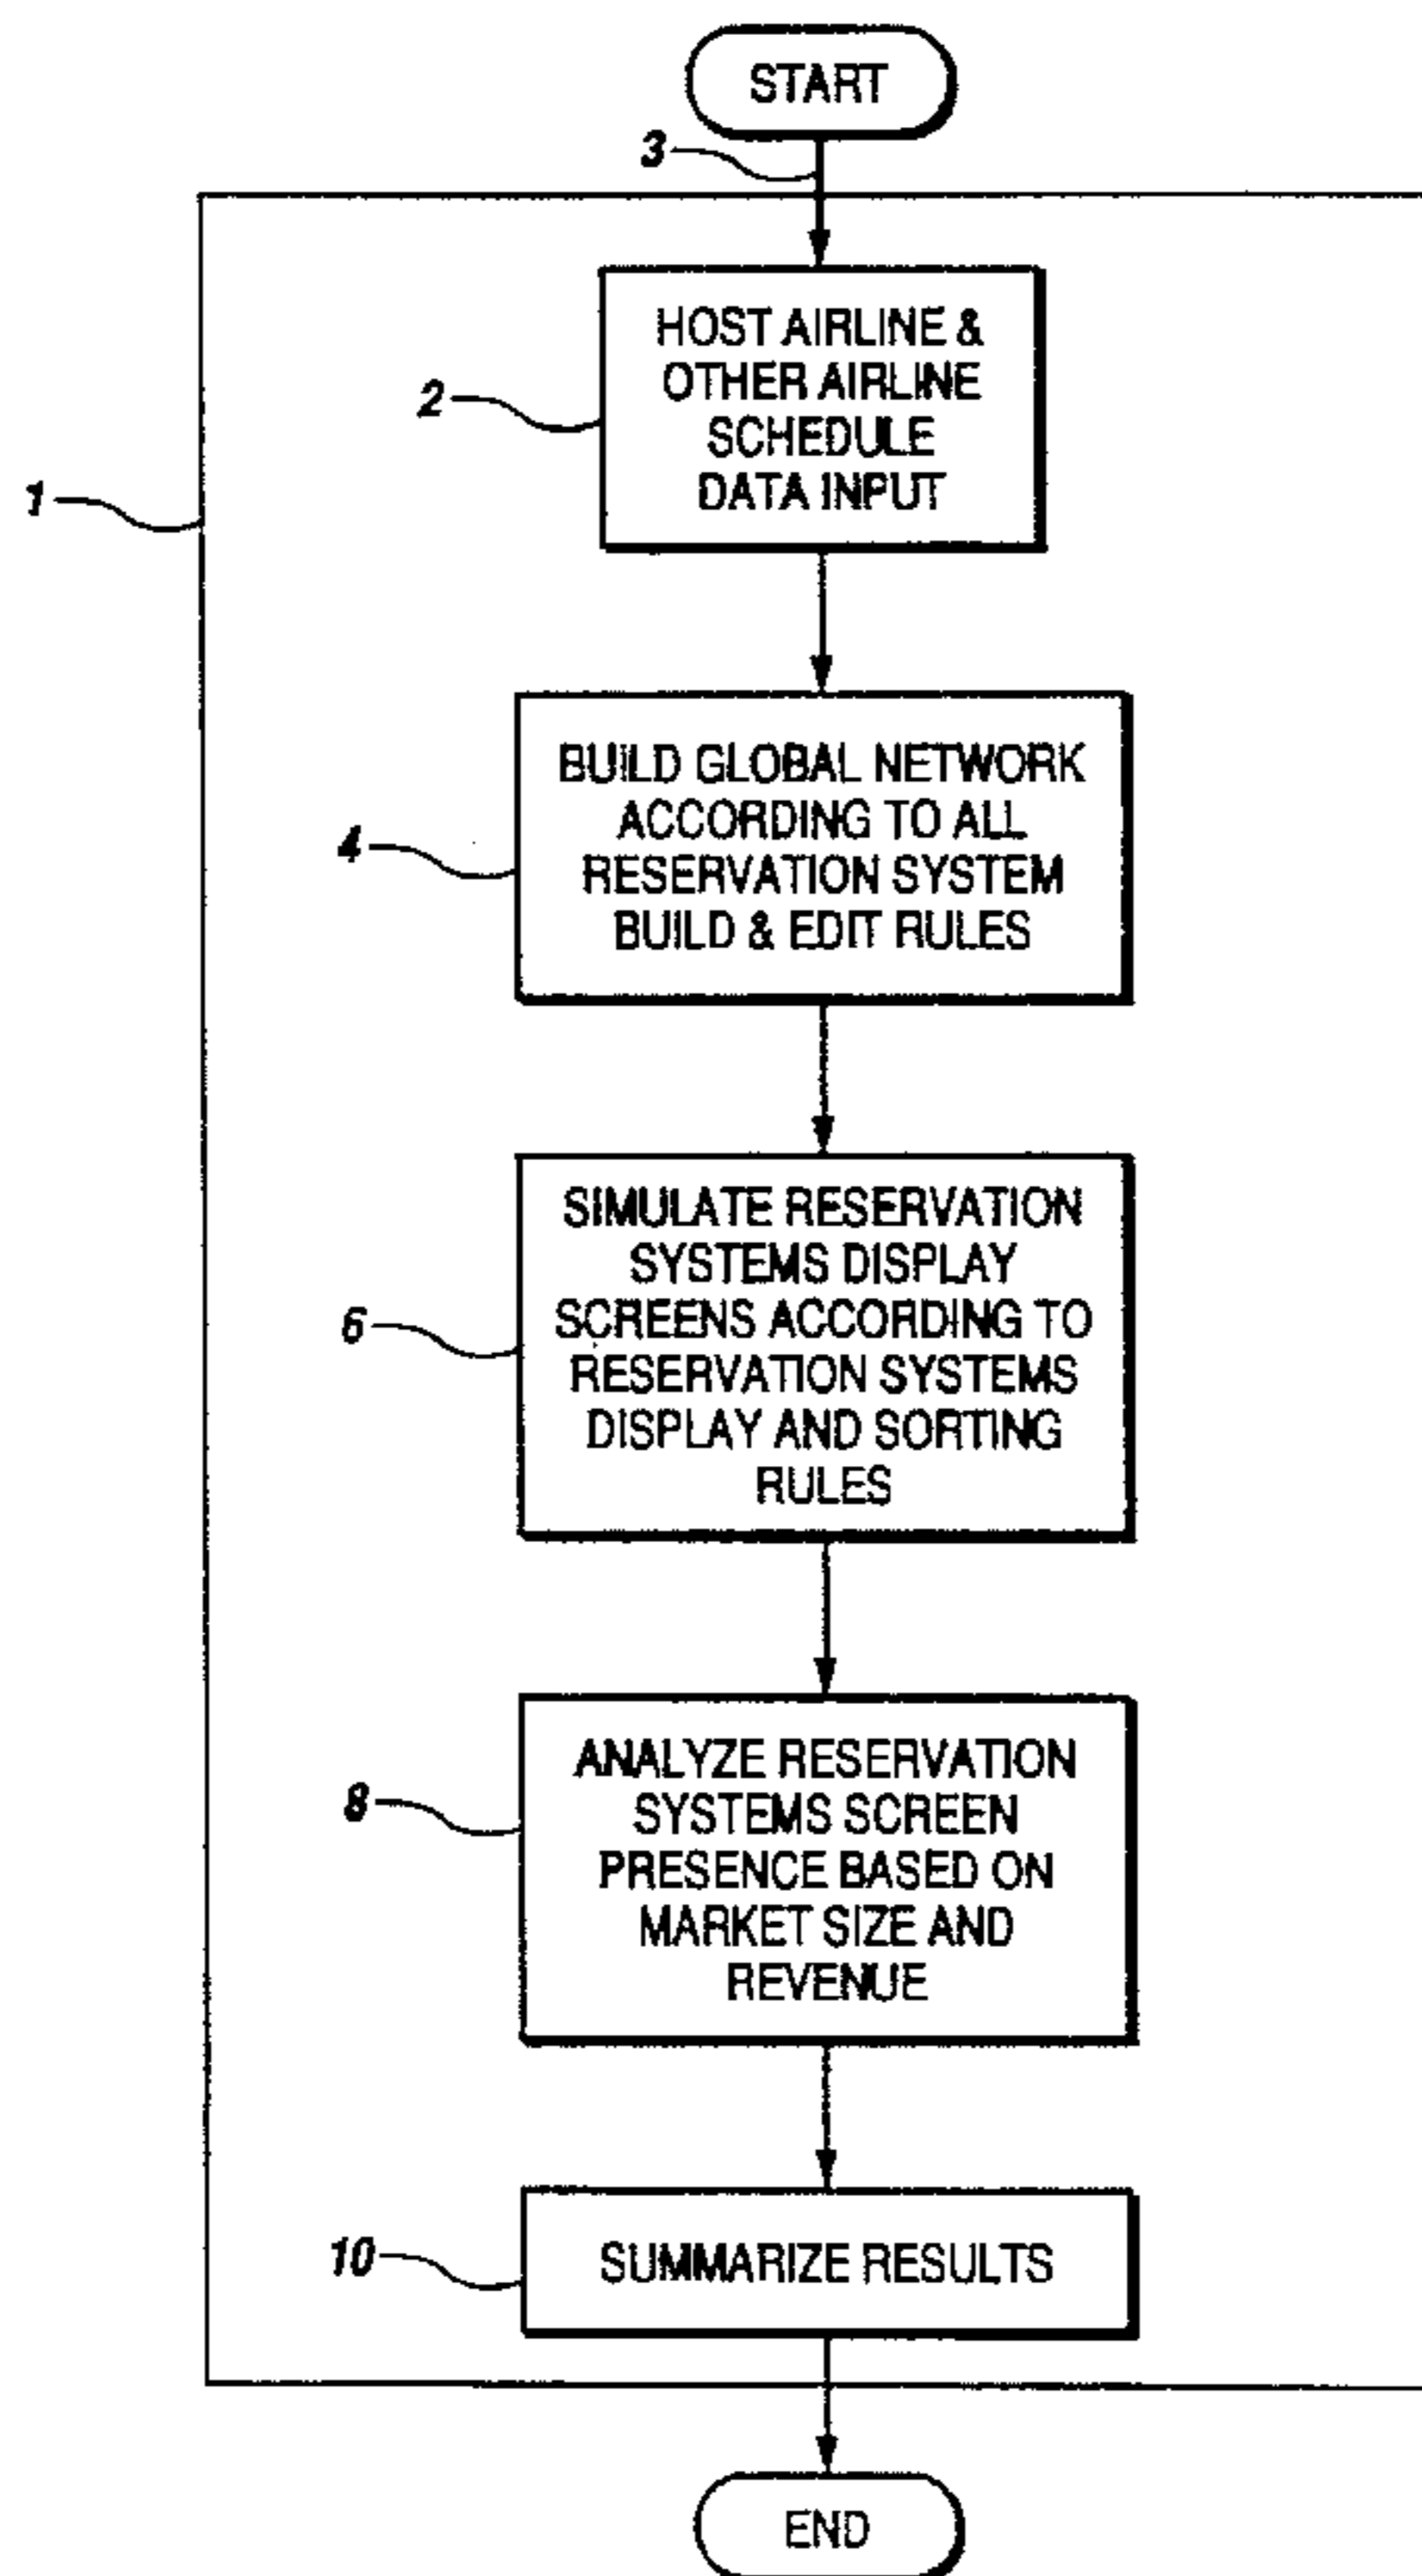 START
3
HOST AIRLINE &
OTHER AIRLINE
SCHEDULE
DATA INPUT
2
1
BUILD GLOBAL NETWORK
ACCORDING TO ALL
RESERVATION SYSTEM
BUILD & EDIT RULES
4
SIMULATE RESERVATION
SYSTEMS DISPLAY
SCREENS ACCORDING TO
RESERVATION SYSTEMS
DISPLAY AND SORTING
RULES
6
ANALYZE RESERVATION
SYSTEMS SCREEN
PRESENCE BASED ON
MARKET SIZE AND
REVENUE
8
SUMMARIZE RESULTS
10
END